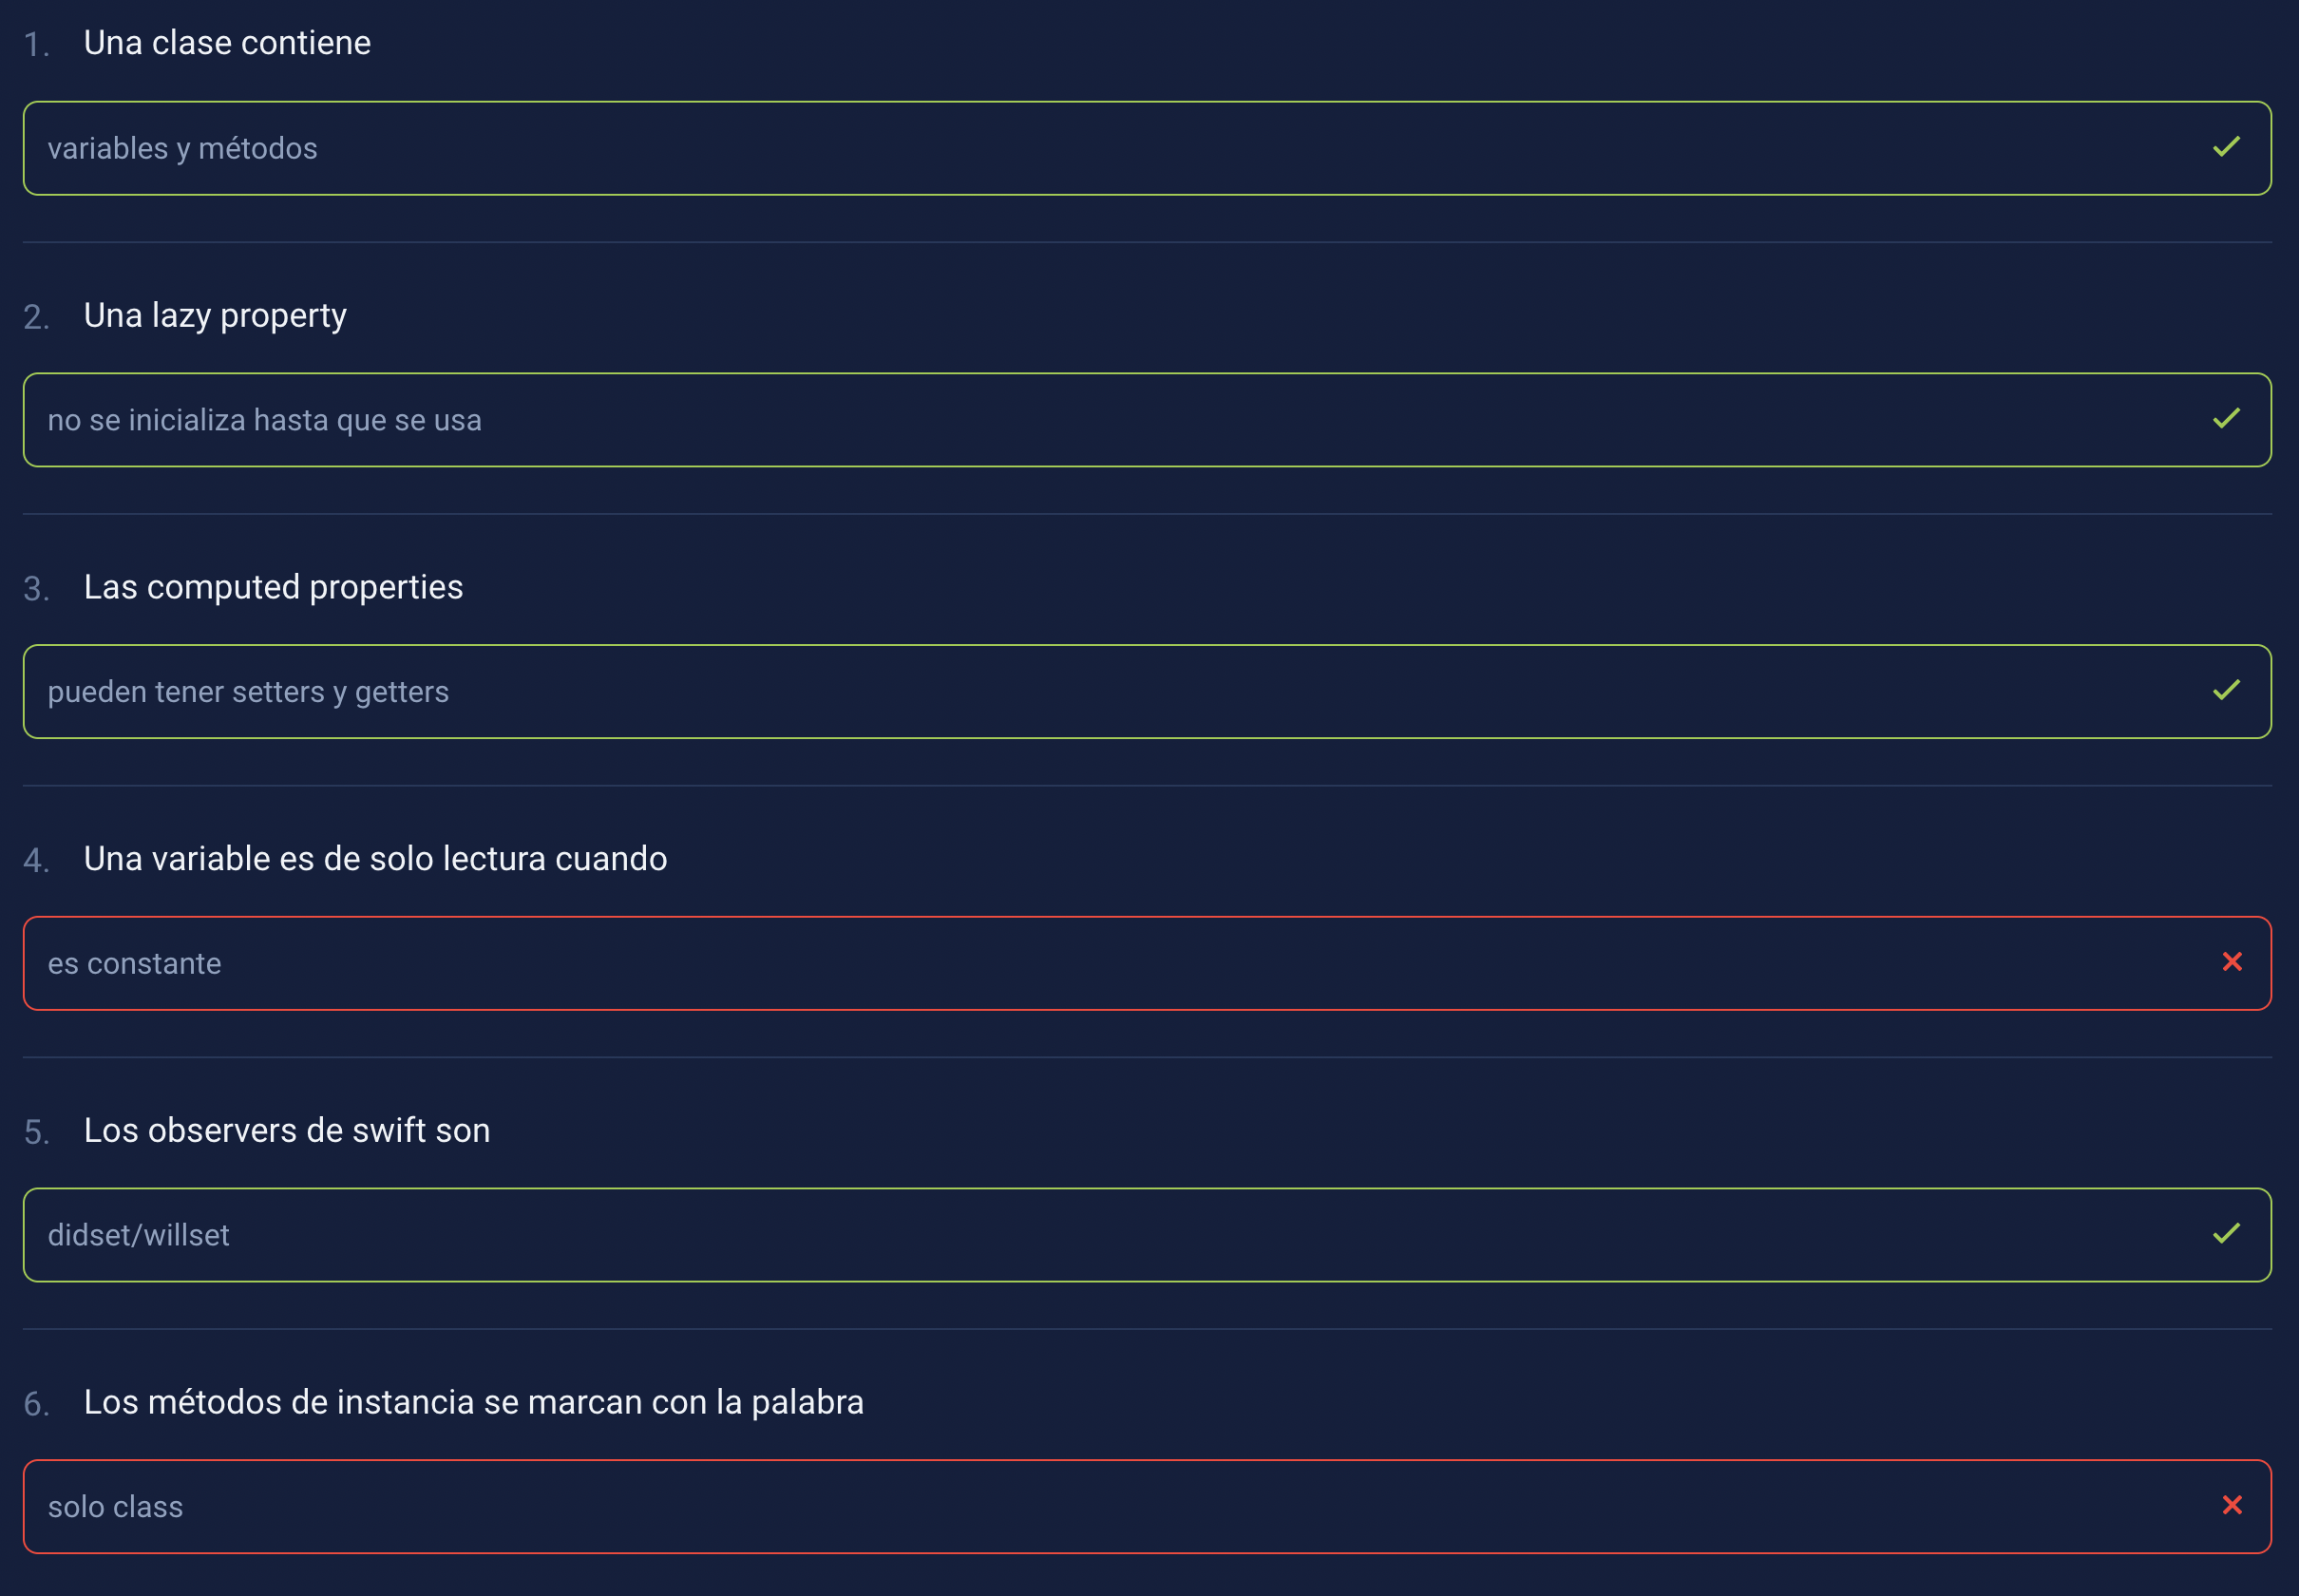 1. Una clase contiene
variables y métodos
2. Una lazy property
no se inicializa hasta que se usa
3. Las computed properties
pueden tener setters y getters
4. Una variable es de solo lectura cuando
es constante
5. Los observers de swift son
didset/willset
6. Los métodos de instancia se marcan con la palabra
solo class